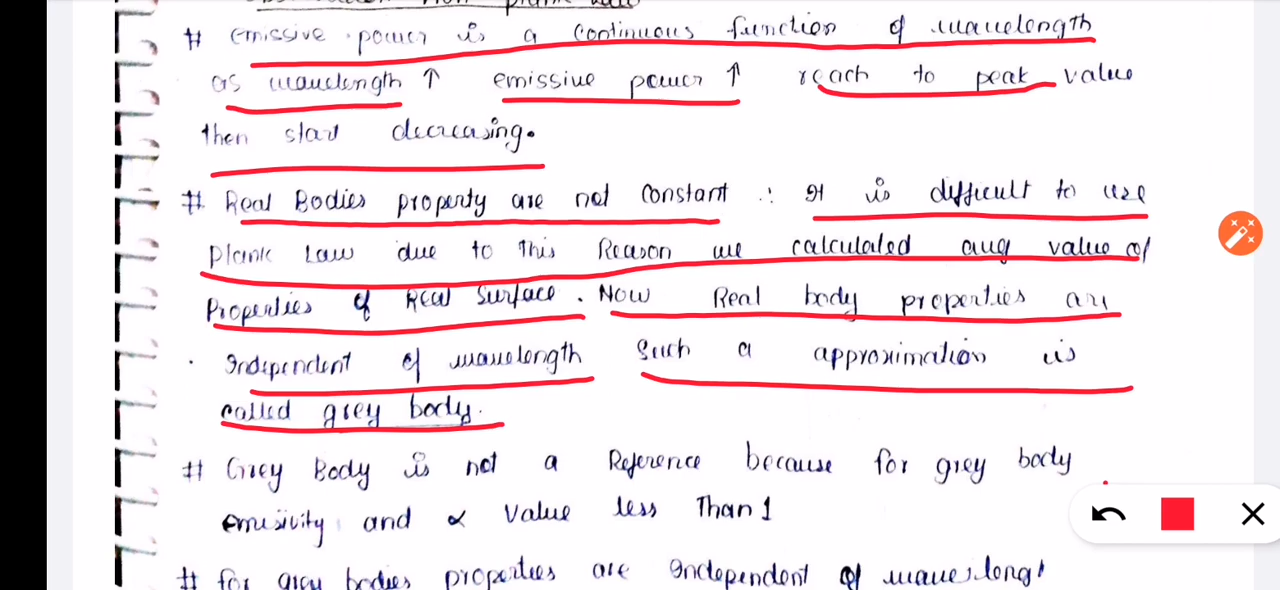 # emissive power is a continuous function of wavelength
as wavelength ↑ emissive power ↑ reach to peak value
then start decreasing.
# Real Bodies property are not constant ∴ It is difficult to use
Plank Law due to this Reason we calculated avg value of
Properties of Real Surface. Now Real body properties are
Independent of wavelength Such a approximation is
called grey body.
# Grey Body is not a Reference because for grey body
emisivity and α Value less Than 1
# for grey bodies properties are Independent of wavelength